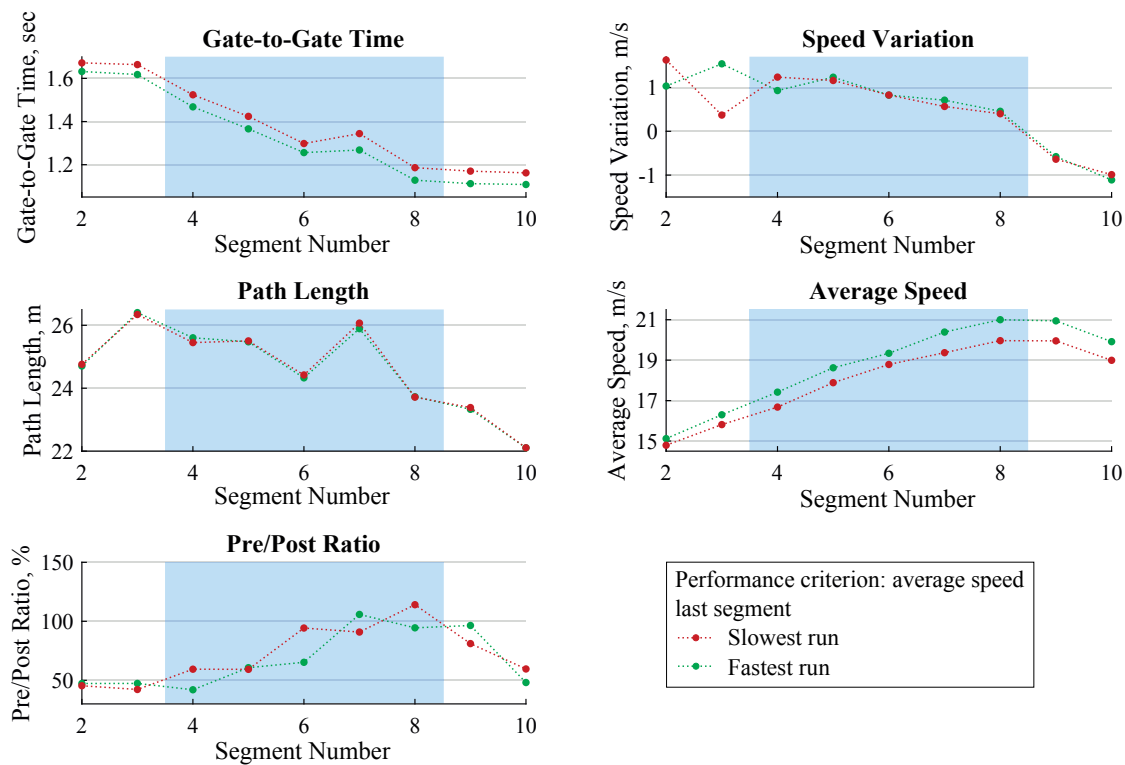 Gate-to-Gate Time
Gate-to-Gate Time, sec
1.6
1.4
1.2
2 4 6 8 10
Segment Number
Speed Variation
Speed Variation, m/s
1
0
-1
2 4 6 8 10
Segment Number
Path Length
Path Length, m
26
24
22
2 4 6 8 10
Segment Number
Average Speed
Average Speed, m/s
21
19
17
15
2 4 6 8 10
Segment Number
Pre/Post Ratio
Pre/Post Ratio, %
150
100
50
2 4 6 8 10
Segment Number
Performance criterion: average speed
last segment
Slowest run
Fastest run